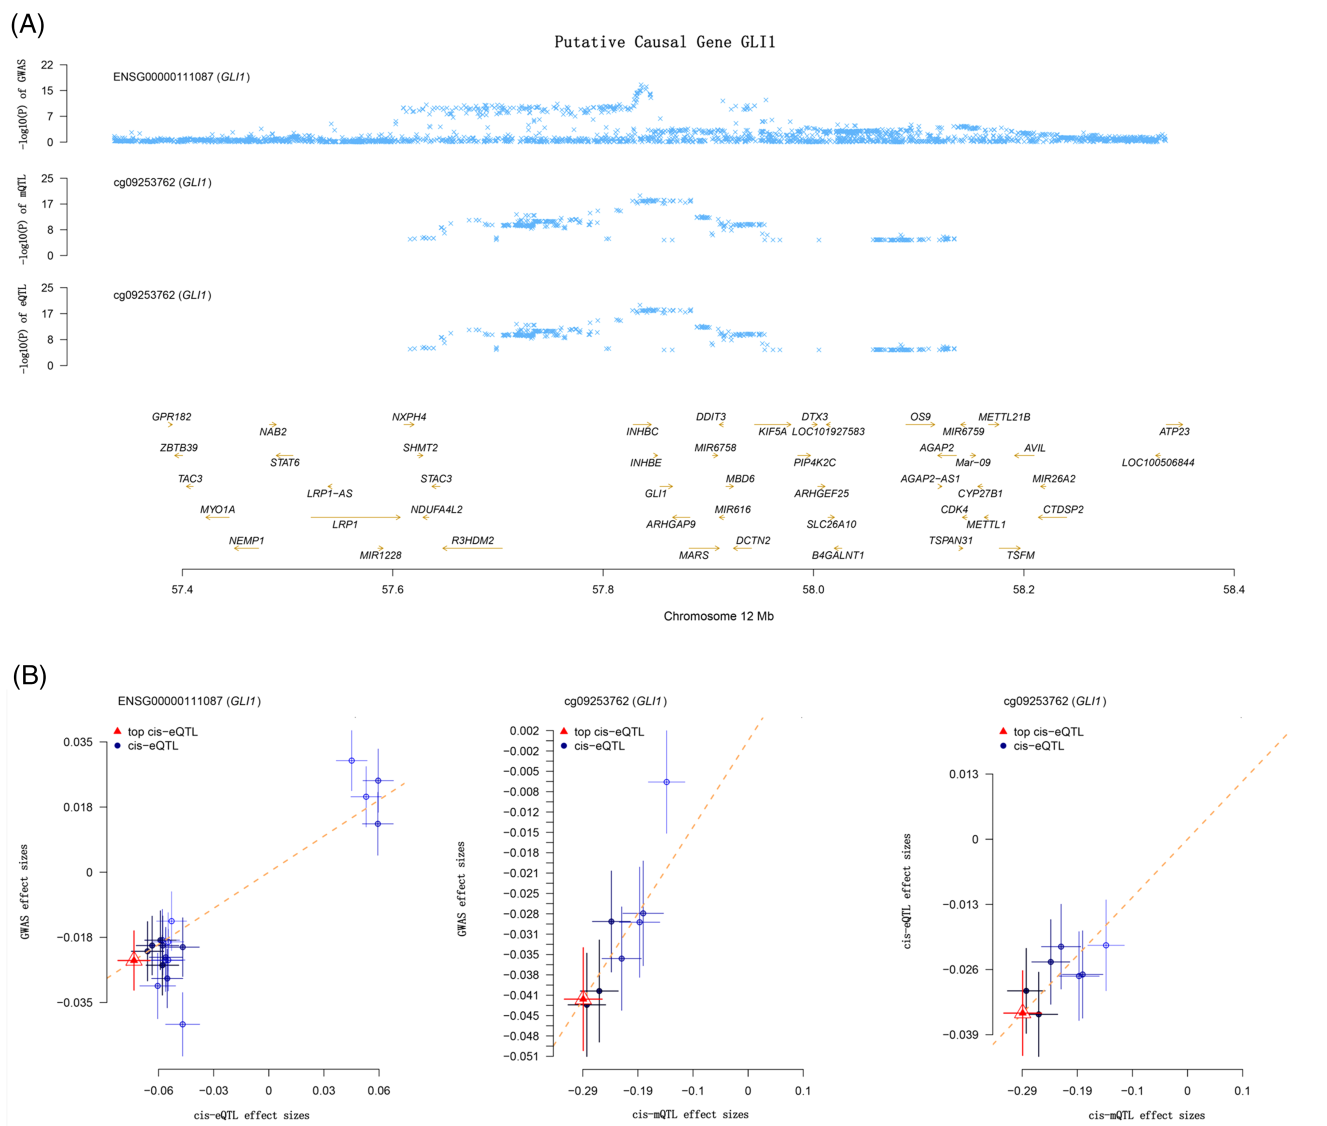 (A)
Putative Causal Gene GLI1
−log10(P) of GWAS
22
15
7
0
ENSG00000111087 (GLI1)
−log10(P) of mQTL
25
17
8
0
cg09253762 (GLI1)
−log10(P) of eQTL
25
17
8
0
cg09253762 (GLI1)
GPR182 NXPH4 DDIT3 DTX3 OS9 METTL21B
NAB2 INHBC KIF5A LOC101927583 MIR6759 ATP23
ZBTB39 SHMT2 MIR6758 AGAP2 AVIL
STAT6 INHBE PIP4K2C Mar−09 LOC100506844
TAC3 STAC3 MBD6 AGAP2−AS1 MIR26A2
LRP1−AS GLI1 ARHGEF25 CYP27B1
MYO1A NDUFA4L2 MIR616 CDK4 CTDSP2
LRP1 ARHGAP9 SLC26A10 METTL1
NEMP1 R3HDM2 DCTN2 TSPAN31
MIR1228 MARS B4GALNT1 TSFM
57.4 57.6 57.8 58.0 58.2 58.4
Chromosome 12 Mb
(B)
ENSG00000111087 (GLI1)
top cis−eQTL
cis−eQTL
GWAS effect sizes
0.035
0.018
0
−0.018
−0.035
−0.06 −0.03 0 0.03 0.06
cis−eQTL effect sizes
cg09253762 (GLI1)
top cis−eQTL
cis−eQTL
GWAS effect sizes
0.002
−0.002
−0.005
−0.008
−0.012
−0.015
−0.018
−0.021
−0.025
−0.028
−0.031
−0.035
−0.038
−0.041
−0.045
−0.048
−0.051
−0.29 −0.19 −0.1 0 0.1
cis−mQTL effect sizes
cg09253762 (GLI1)
top cis−eQTL
cis−eQTL
cis−eQTL effect sizes
0.013
0
−0.013
−0.026
−0.039
−0.29 −0.19 −0.1 0 0.1
cis−mQTL effect sizes